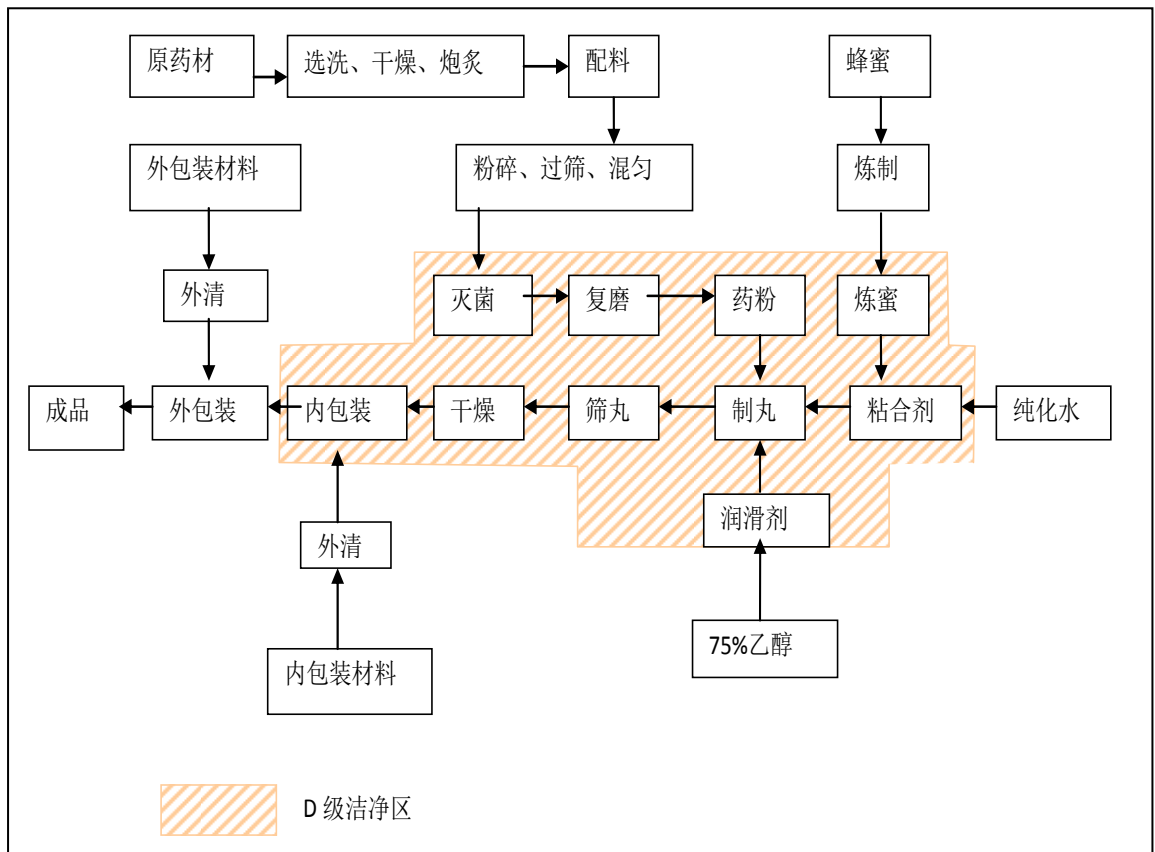 原药材
选洗、干燥、炮炙
配料
蜂蜜
外包装材料
粉碎、过筛、混匀
炼制
外清
灭菌
复磨
药粉
炼蜜
成品
外包装
内包装
干燥
筛丸
制丸
粘合剂
纯化水
润滑剂
外清
75%乙醇
内包装材料
D 级洁净区